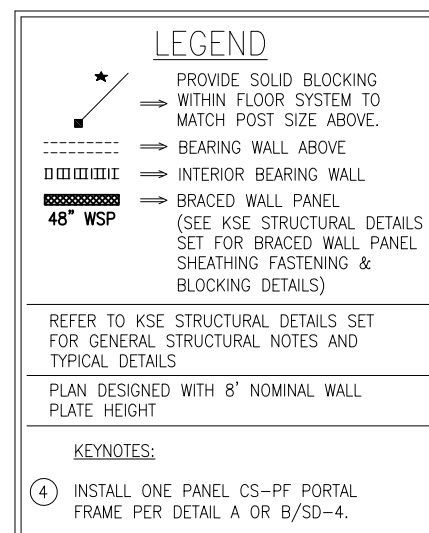 LEGEND
PROVIDE SOLID BLOCKING
WITHIN FLOOR SYSTEM TO
MATCH POST SIZE ABOVE.
BEARING WALL ABOVE
INTERIOR BEARING WALL
BRACED WALL PANEL
48" WSP
(SEE KSE STRUCTURAL DETAILS
SET FOR BRACED WALL PANEL
SHEATHING FASTENING &
BLOCKING DETAILS)
REFER TO KSE STRUCTURAL DETAILS SET
FOR GENERAL STRUCTURAL NOTES AND
TYPICAL DETAILS
PLAN DESIGNED WITH 8' NOMINAL WALL
PLATE HEIGHT
KEYNOTES:
4 INSTALL ONE PANEL CS-PF PORTAL
FRAME PER DETAIL A OR B/SD-4.